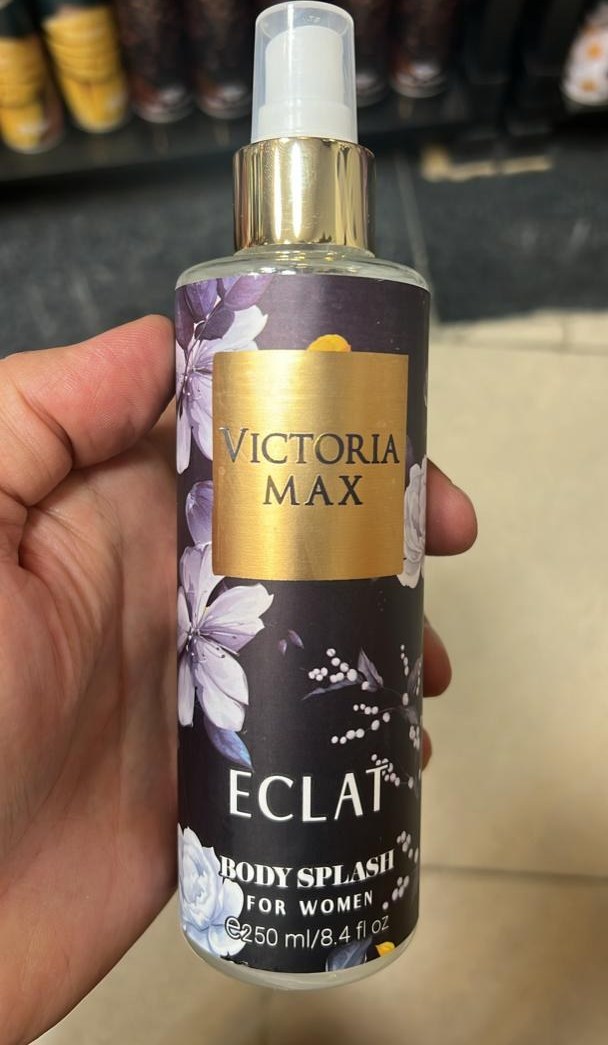 VICTORIA
MAX
ECLAT
BODY SPLASH
FOR WOMEN
℮250 ml/8.4 fl oz